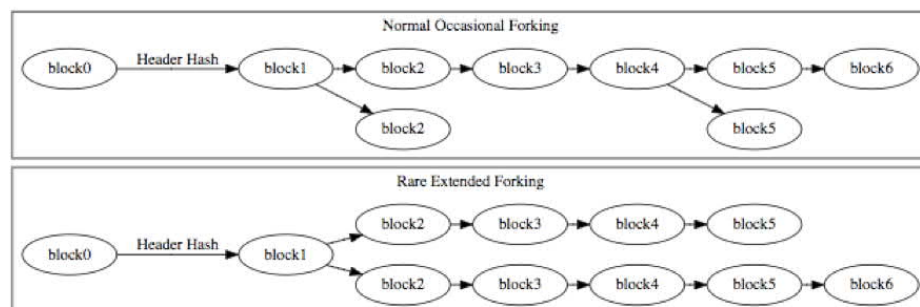 Normal Occasional Forking
block0 Header Hash block1 block2 block3 block4 block5 block6
block2 block5
Rare Extended Forking
block2 block3 block4 block5
block0 Header Hash block1
block2 block3 block4 block5 block6